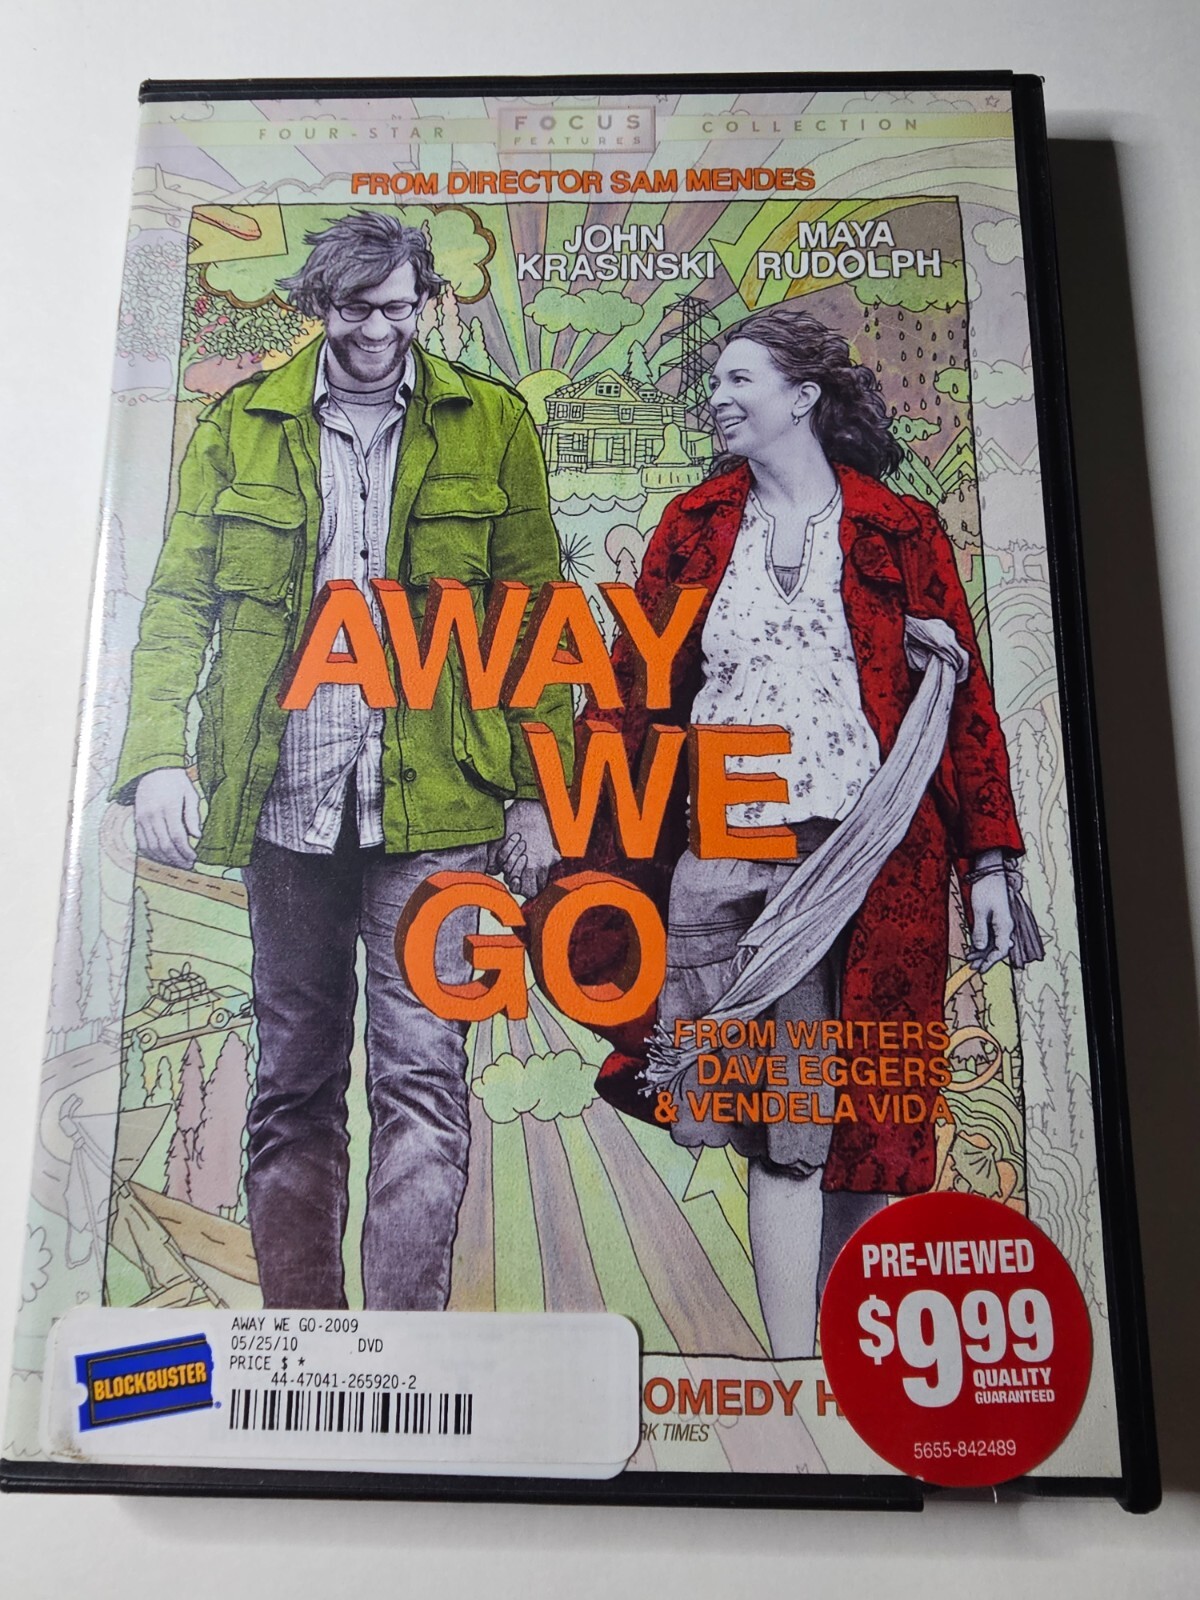 FOUR-STAR
FOCUS
FEATURES
COLLECTION
FROM DIRECTOR SAM MENDES
JOHN
KRASINSKI
MAYA
RUDOLPH
AWAY
WE
GO
FROM WRITERS
DAVE EGGERS
& VENDELA VIDA
PRE-VIEWED
$9.99
QUALITY
GUARANTEED
5655-842489
AWAY WE GO-2009
05/25/10 DVD
PRICE $ *
44-47041-265920-2
BLOCKBUSTER
OMEDY H
RK TIMES